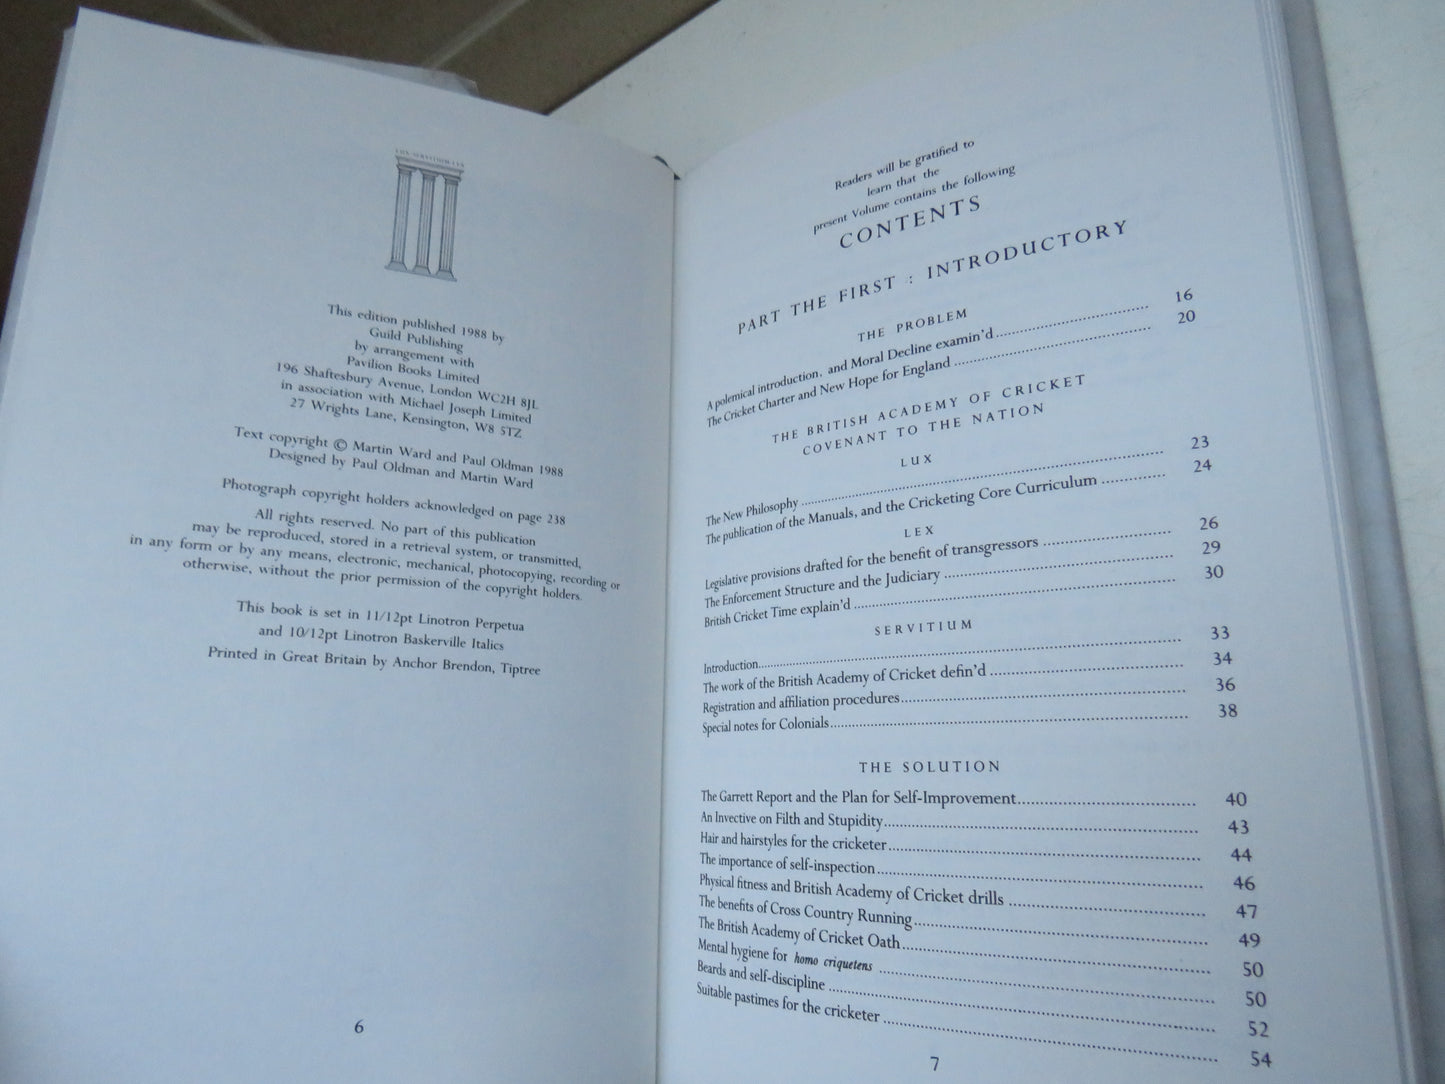 This edition published 1988 by
Guild Publishing
by arrangement with
Pavilion Books Limited
196 Shaftesbury Avenue, London WC2H 8JL
in association with Michael Joseph Limited
27 Wrights Lane, Kensington, W8 5TZ
Text copyright © Martin Ward and Paul Oldman 1988
Designed by Paul Oldman and Martin Ward
Photograph copyright holders acknowledged on page 238
All rights reserved. No part of this publication
may be reproduced, stored in a retrieval system, or transmitted,
in any form or by any means, electronic, mechanical, photocopying, recording or
otherwise, without the prior permission of the copyright holders.
This book is set in 11/12pt Linotron Perpetua
and 10/12pt Linotron Baskerville Italics
Printed in Great Britain by Anchor Brendon, Tiptree
6
Readers will be gratified to
learn that the
present Volume contains the following
CONTENTS
PART THE FIRST : INTRODUCTORY
THE PROBLEM
A polemical introduction, and Moral Decline examin'd 16
The Cricket Charter and New Hope for England 20
THE BRITISH ACADEMY OF CRICKET
COVENANT TO THE NATION
LUX
The New Philosophy 23
The publication of the Manuals, and the Cricketing Core Curriculum 24
LEX
Legislative provisions drafted for the benefit of transgressors 26
The Enforcement Structure and the Judiciary 29
British Cricket Time explain'd 30
SERVITIUM
Introduction 33
The work of the British Academy of Cricket defin'd 34
Registration and affiliation procedures 36
Special notes for Colonials 38
THE SOLUTION
The Garrett Report and the Plan for Self-Improvement 40
An Invective on Filth and Stupidity 43
Hair and hairstyles for the cricketer 44
The importance of self-inspection 46
Physical fitness and British Academy of Cricket drills 47
The benefits of Cross Country Running 49
The British Academy of Cricket Oath 50
Mental hygiene for homo criquetens 50
Beards and self-discipline 52
Suitable pastimes for the cricketer 54
7